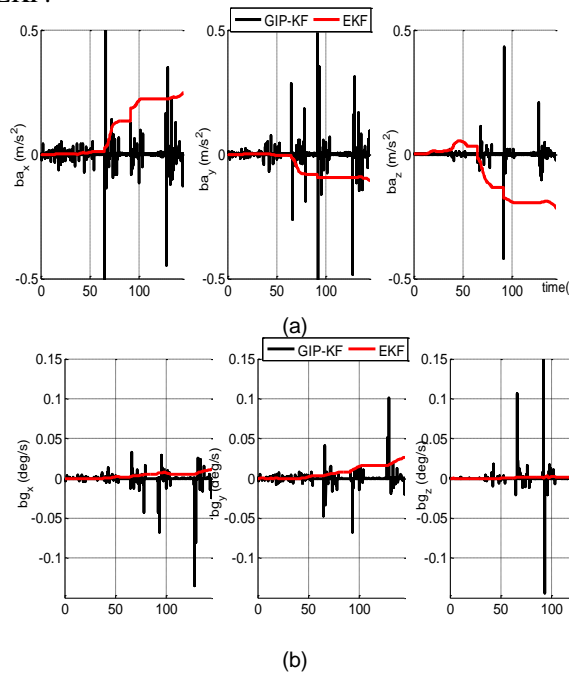 EKF.
GIP-KF EKF
0.5
0
-0.5
0 50 100
ba_x (m/s²)
0.5
0
-0.5
0 50 100
ba_y (m/s²)
0.5
0
-0.5
0 50 100
ba_z (m/s²)
time(
(a)
GIP-KF EKF
0.15
0.1
0.05
0
-0.05
-0.1
0 50 100
bg_x (deg/s)
0.15
0.1
0.05
0
-0.05
-0.1
0 50 100
bg_y (deg/s)
0.15
0.1
0.05
0
-0.05
-0.1
0 50 100
bg_z (deg/s)
(b)